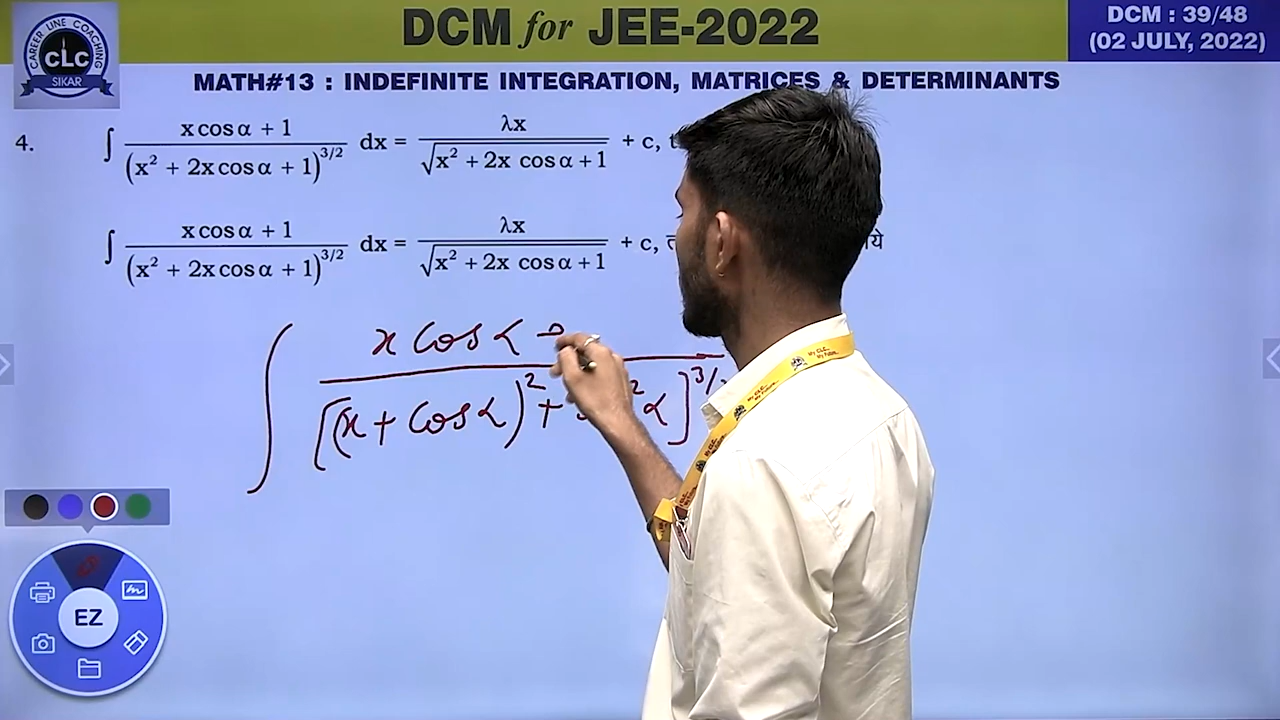 DCM for JEE-2022
DCM : 39/48
(02 JULY, 2022)
CAREER LINE COACHING
CLC
SIKAR
MATH#13 : INDEFINITE INTEGRATION, MATRICES & DETERMINANTS
4. ∫ (x cos α + 1)/(x² + 2x cos α + 1)^{3/2} dx = λx/√(x² + 2x cos α + 1) + c,
∫ (x cos α + 1)/(x² + 2x cos α + 1)^{3/2} dx = λx/√(x² + 2x cos α + 1) + c,
∫ x cos α
[(x + cos α)² + ² α]^{3/
EZ